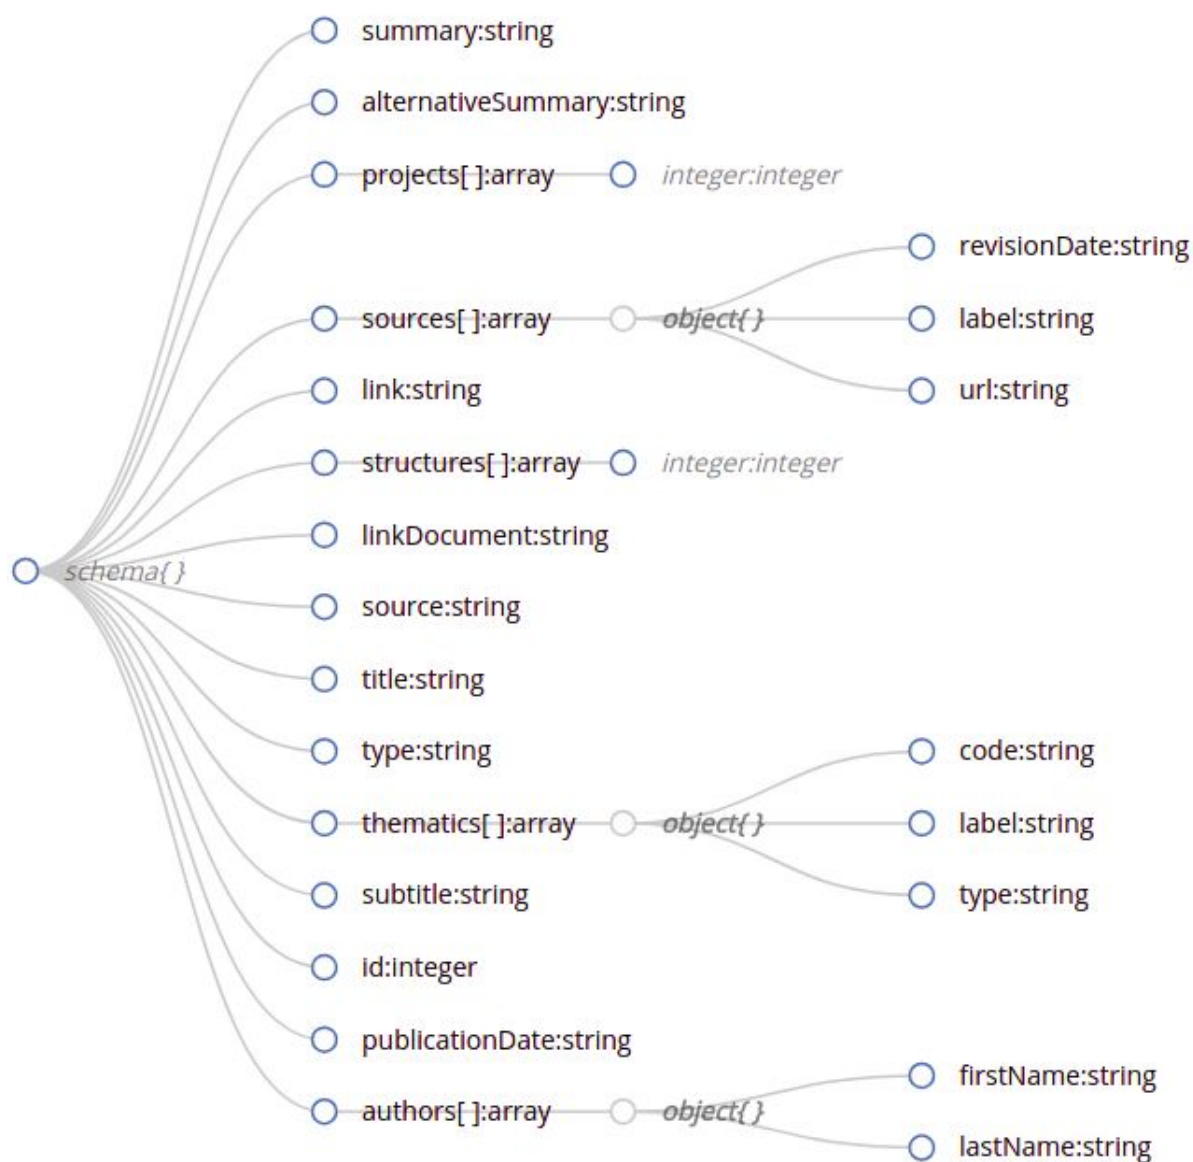 summary:string
alternativeSummary:string
projects[ ]:array integer:integer
revisionDate:string
sources[ ]:array object{ } label:string
link:string url:string
structures[ ]:array integer:integer
linkDocument:string
schema{ }
source:string
title:string
type:string code:string
thematics[ ]:array object{ } label:string
subtitle:string type:string
id:integer
publicationDate:string
firstName:string
authors[ ]:array object{ }
lastName:string